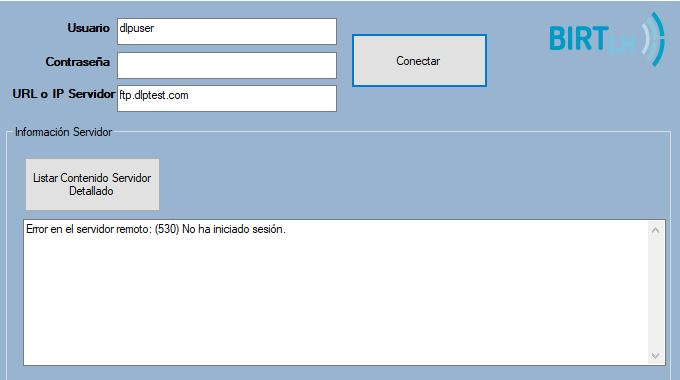 Usuario dlpuser
Contraseña
URL o IP Servidor ftp.dlptest.com
Conectar
BIRT LH
Información Servidor
Listar Contenido Servidor
Detallado
Error en el servidor remoto: (530) No ha iniciado sesión.